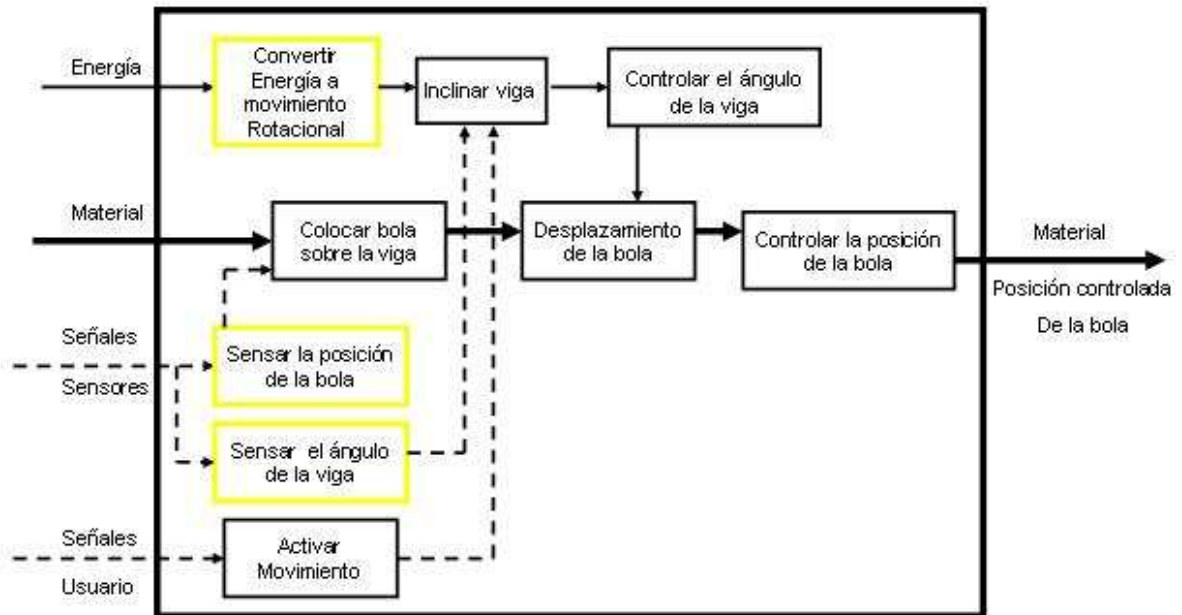 Energía
Convertir
Energía a
movimiento
Rotacional
Inclinar viga
Controlar el ángulo
de la viga
Material
Colocar bola
sobre la viga
Desplazamiento
de la bola
Controlar la posición
de la bola
Material
Posición controlada
De la bola
Señales
Sensores
Sensar la posición
de la bola
Sensar el ángulo
de la viga
Señales
Usuario
Activar
Movimiento